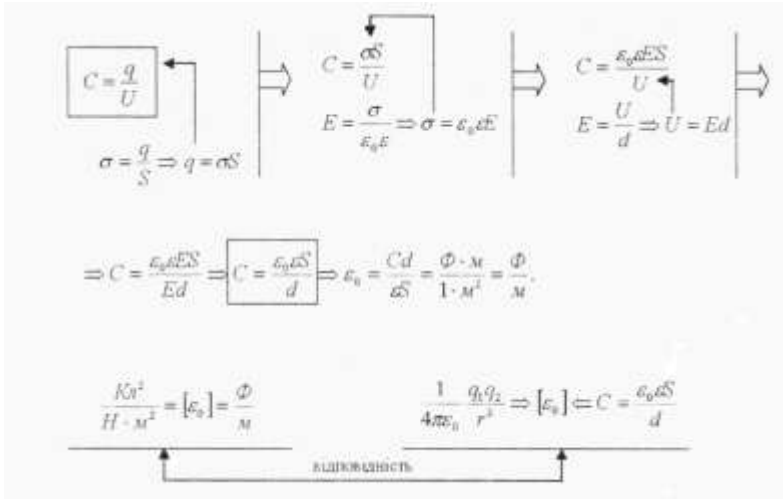 C = q/U
σ = q/S ⇒ q = σS
C = σS/U
E = σ/ε₀ε ⇒ σ = ε₀εE
C = ε₀εES/U
E = U/d ⇒ U = Ed
⇒ C = ε₀εES/Ed ⇒ C = ε₀εS/d ⇒ ε₀ = Cd/εS = Ф · м/1 · м² = Ф/м.
Кл²/Н · м² = [ε₀] = Ф/м
1/4πε₀ q₁q₂/r² ⇒ [ε₀] ⇐ C = ε₀εS/d
ВІДПОВІДНІСТЬ